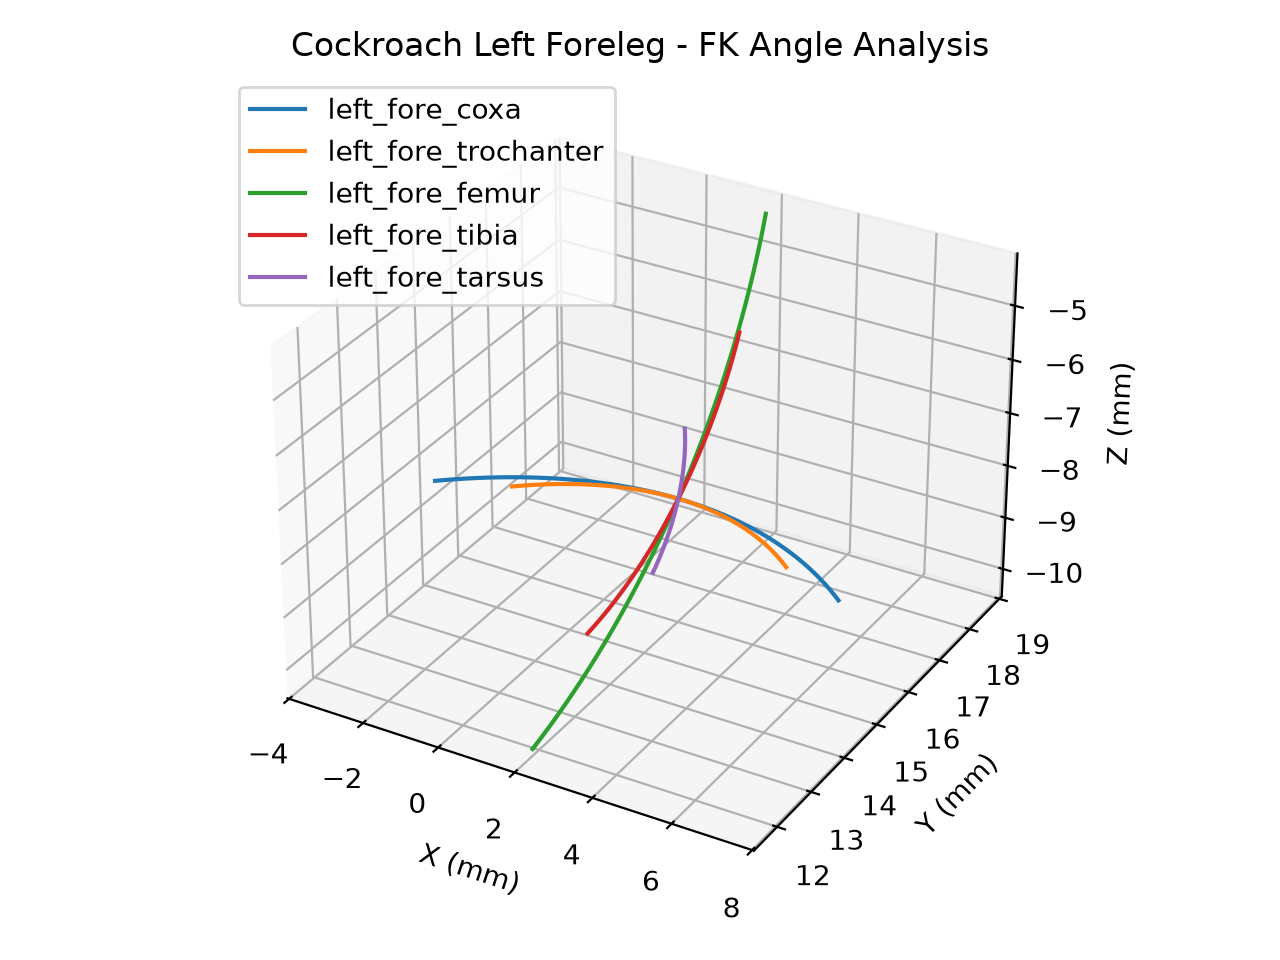 Cockroach Left Foreleg - FK Angle Analysis
left_fore_coxa
left_fore_trochanter
left_fore_femur
left_fore_tibia
left_fore_tarsus
−5
−6
−7
−8
−9
−10
Z (mm)
19
18
17
16
15
14
13
12
Y (mm)
−4
−2
0
2
4
6
8
X (mm)